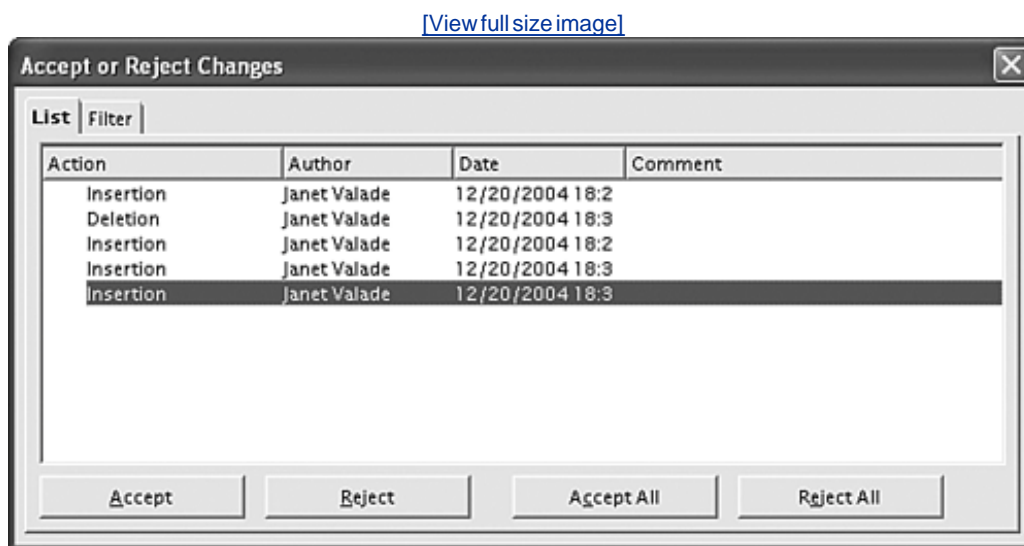 [View full size image]
Accept or Reject Changes
List Filter
Action Author Date Comment
Insertion Janet Valade 12/20/2004 18:2
Deletion Janet Valade 12/20/2004 18:3
Insertion Janet Valade 12/20/2004 18:2
Insertion Janet Valade 12/20/2004 18:3
Insertion Janet Valade 12/20/2004 18:3
Accept Reject Accept All Reject All